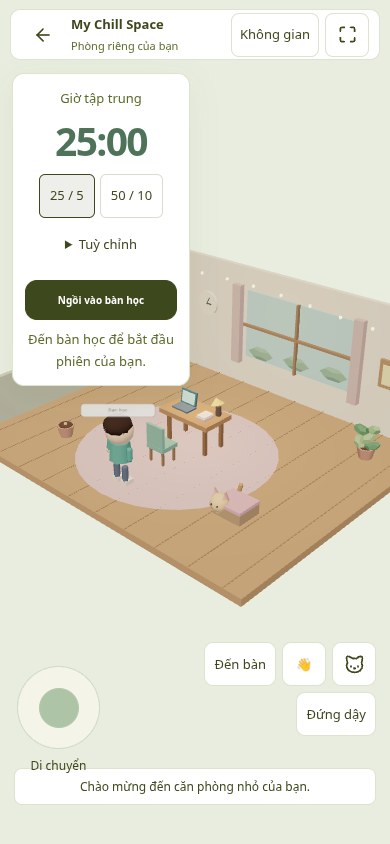 My Chill Space
Phòng riêng của bạn
Không gian
Giờ tập trung
25:00
25 / 5
50 / 10
Tuỳ chỉnh
Ngồi vào bàn học
Đến bàn học để bắt đầu
phiên của bạn.
Đến bàn
👋
Đứng dậy
Di chuyển
Chào mừng đến căn phòng nhỏ của bạn.